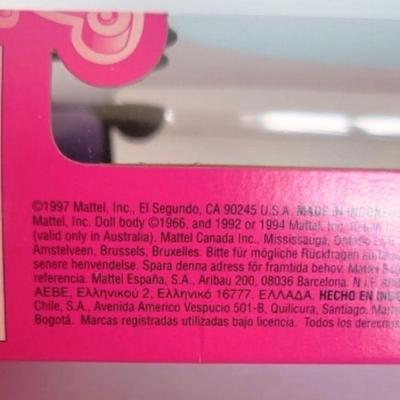 ©1997 Mattel, Inc., El Segundo, CA 90245 U.S.A. MADE IN
Mattel, Inc. Doll body ©1966, and 1992 or 1994 Mattel, Inc.
(valid only in Australia). Mattel Canada Inc., Mississauga, Ontario
Amstelveen, Brussels, Bruxelles. Bitte für mögliche Rückfragen
senere henvendelse. Spara denna adress för framtida behov. Mattel
referencia. Mattel España, S.A., Aribau 200, 08036 Barcelona. N.I.F.
AEBE, Ελληνικού 2, Ελληνικό 16777. ΕΛΛΑΔΑ. HECHO EN
Chile, S.A., Avenida Americo Vespucio 501-B, Quilicura, Santiago.
Bogotá. Marcas registradas utilizadas bajo licencia. Todos los